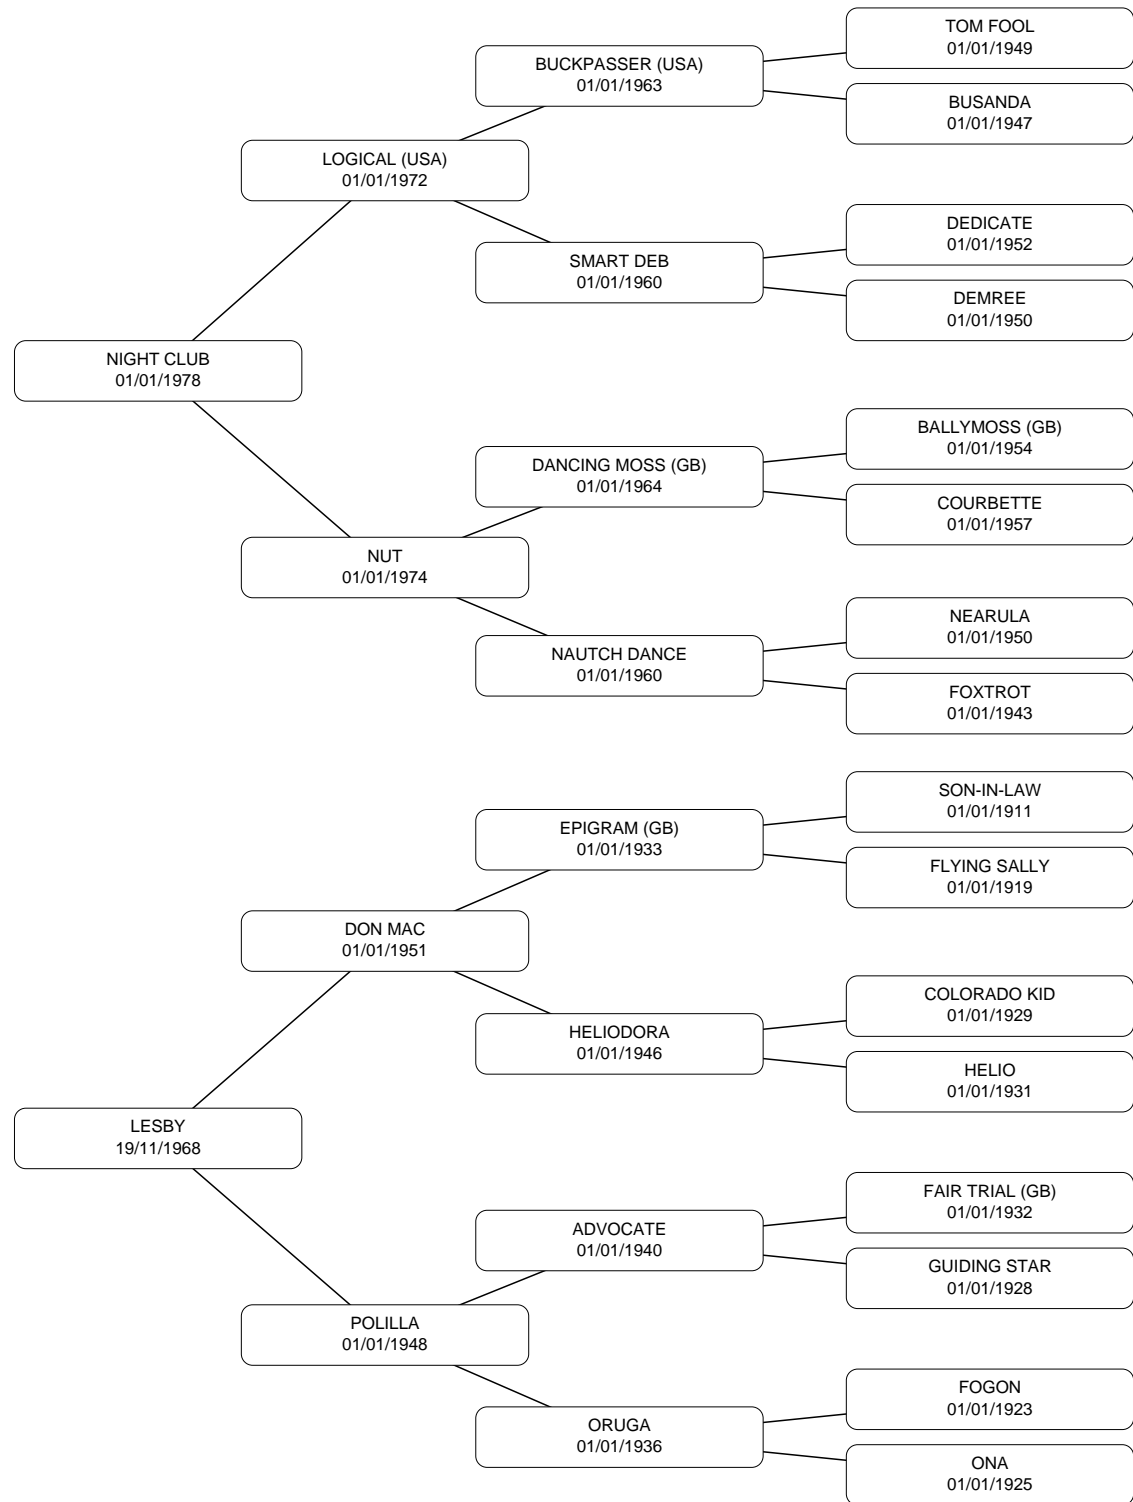 TOM FOOL
01/01/1949
BUCKPASSER (USA)
01/01/1963
BUSANDA
01/01/1947
LOGICAL (USA)
01/01/1972
DEDICATE
01/01/1952
SMART DEB
01/01/1960
DEMREE
01/01/1950
NIGHT CLUB
01/01/1978
BALLYMOSS (GB)
01/01/1954
DANCING MOSS (GB)
01/01/1964
COURBETTE
01/01/1957
NUT
01/01/1974
NEARULA
01/01/1950
NAUTCH DANCE
01/01/1960
FOXTROT
01/01/1943
SON-IN-LAW
01/01/1911
EPIGRAM (GB)
01/01/1933
FLYING SALLY
01/01/1919
DON MAC
01/01/1951
COLORADO KID
01/01/1929
HELIODORA
01/01/1946
HELIO
01/01/1931
LESBY
19/11/1968
FAIR TRIAL (GB)
01/01/1932
ADVOCATE
01/01/1940
GUIDING STAR
01/01/1928
POLILLA
01/01/1948
FOGON
01/01/1923
ORUGA
01/01/1936
ONA
01/01/1925